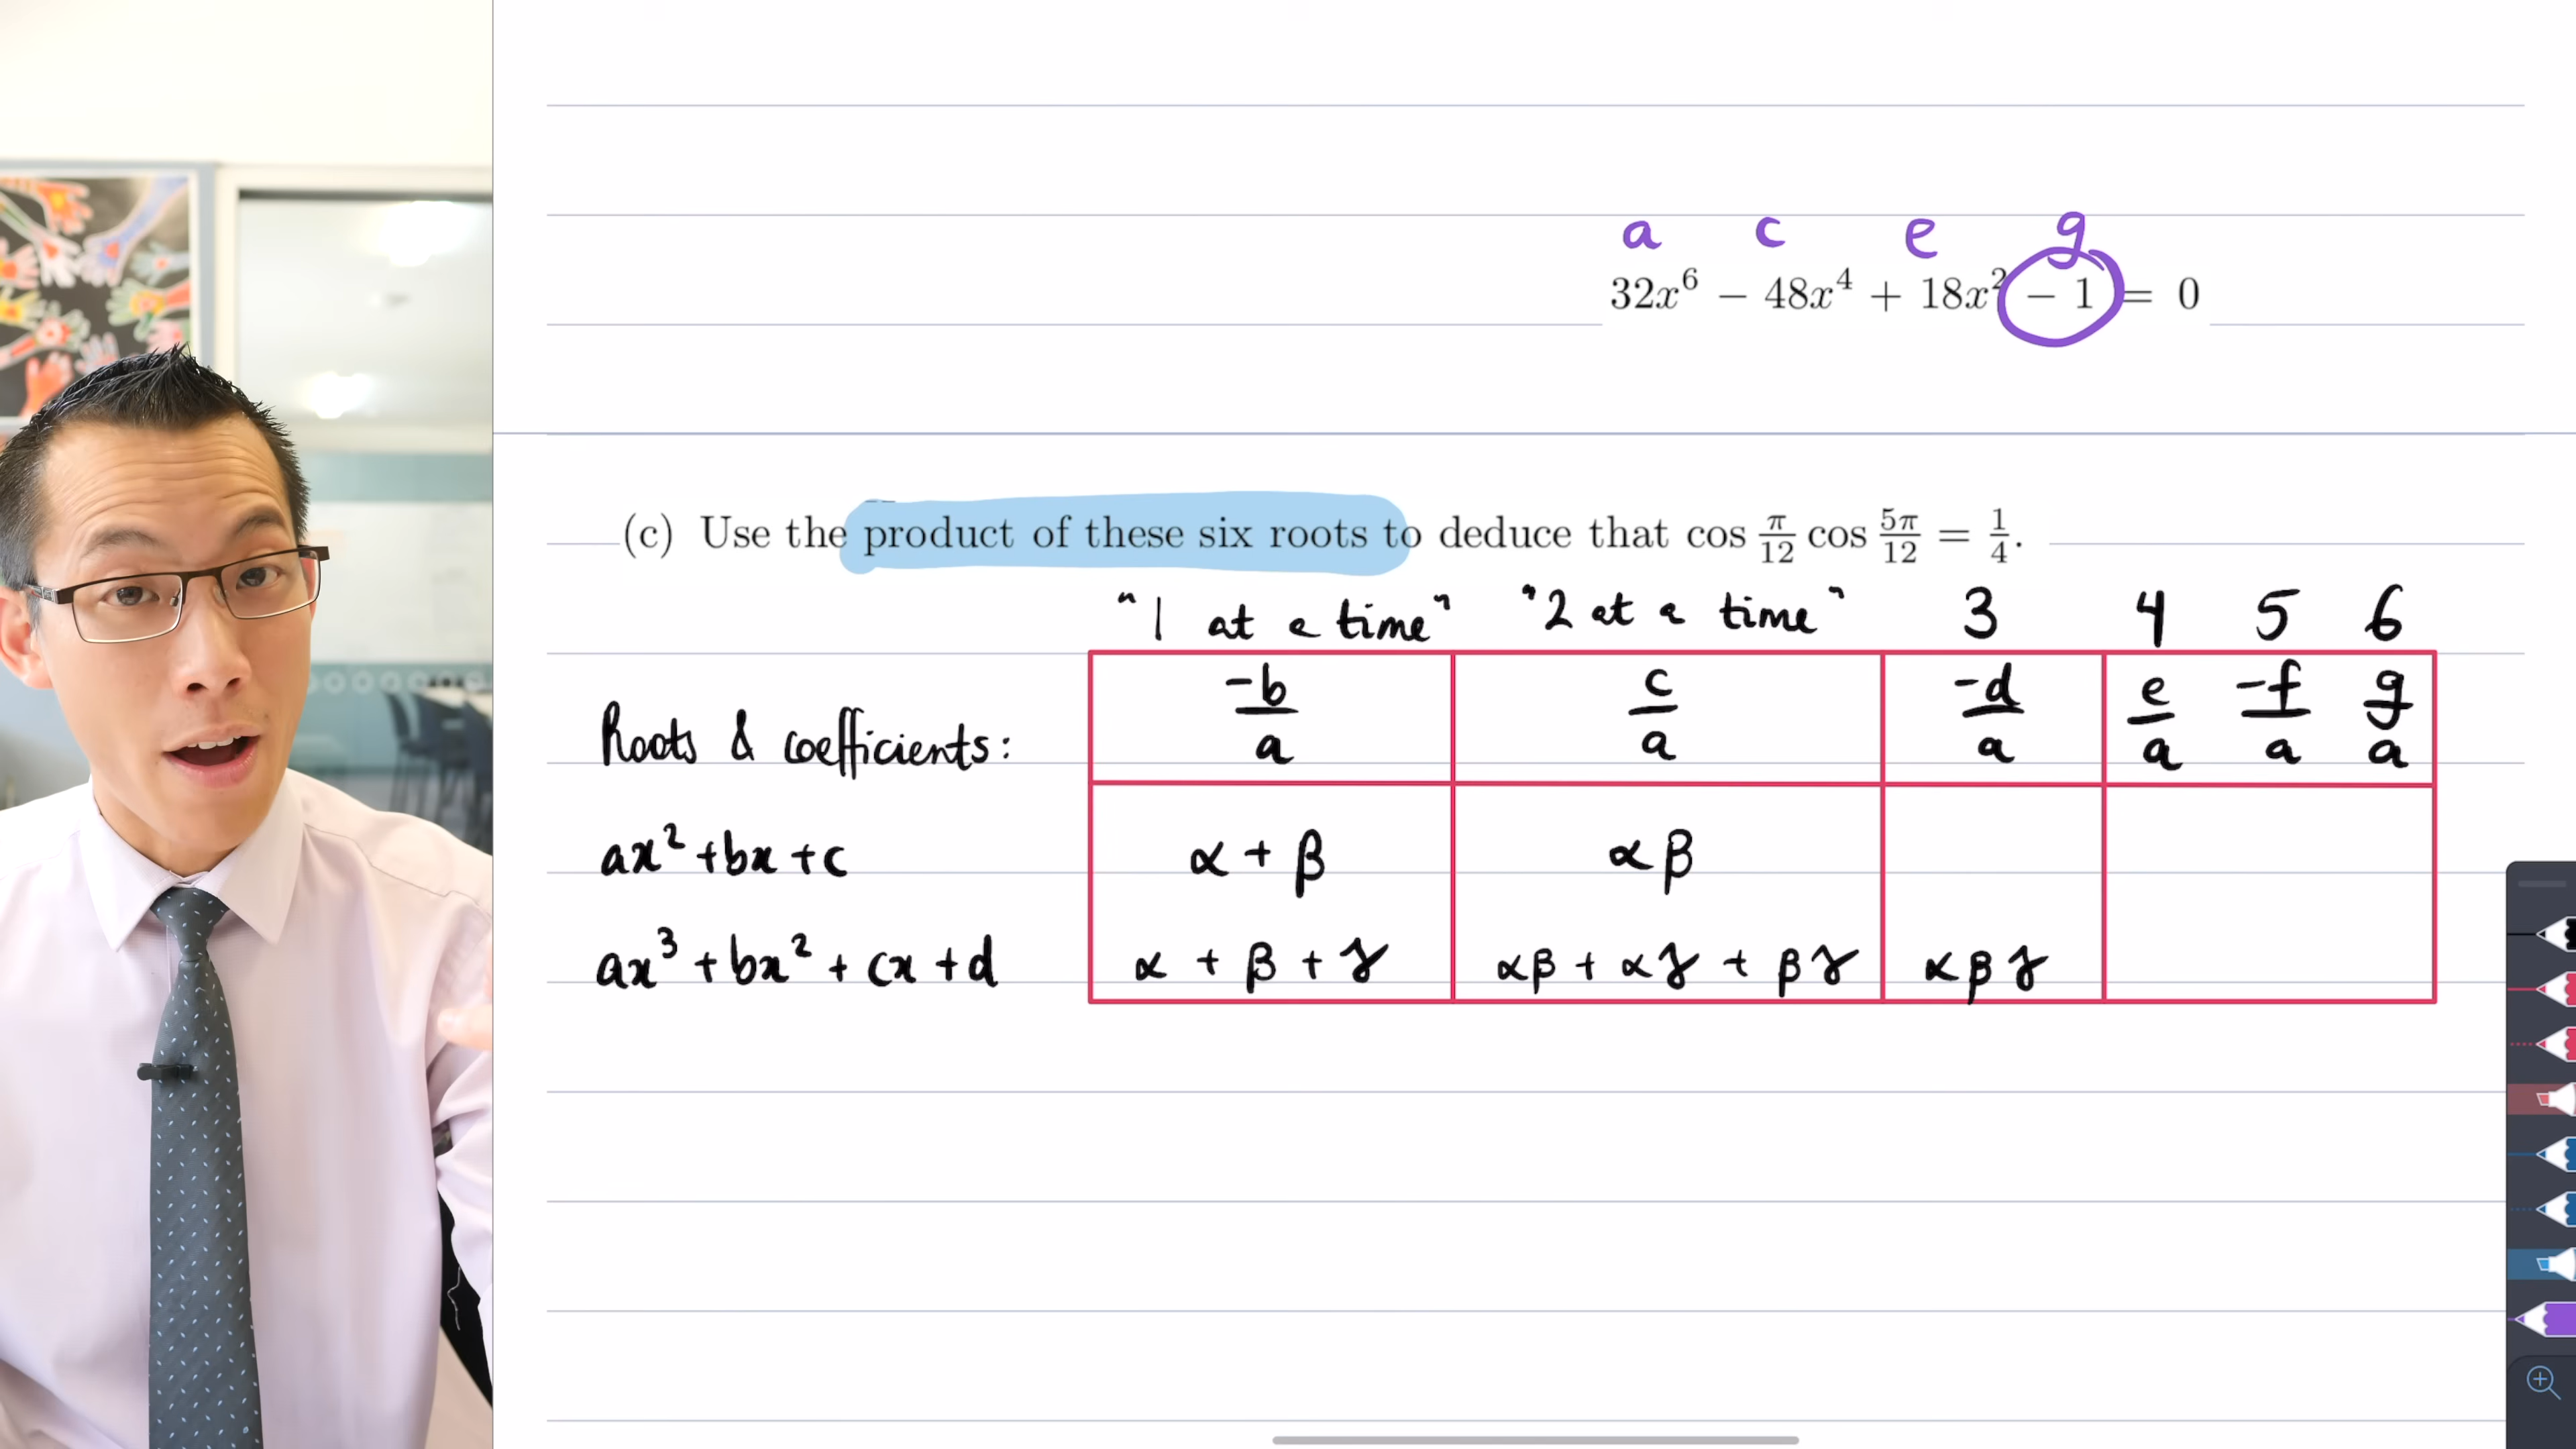 a c e g
32x⁶ − 48x⁴ + 18x² − 1 = 0
(c) Use the product of these six roots to deduce that cos π/12 cos 5π/12 = 1/4.
"1 at a time" "2 at a time" 3 4 5 6
Roots & coefficients: -b/a c/a -d/a e/a -f/a g/a
ax² + bx + c α + β αβ
ax³ + bx² + cx + d α + β + γ αβ + αγ + βγ αβγ